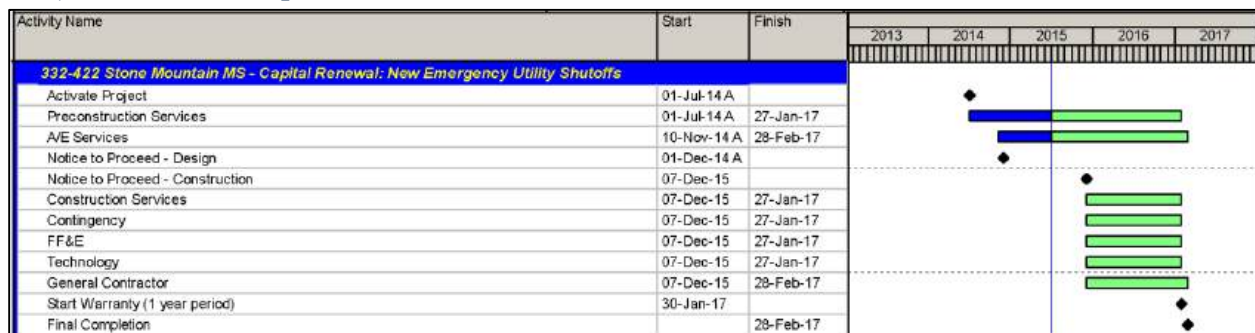 Activity Name Start Finish
2013 2014 2015 2016 2017
332-422 Stone Mountain MS - Capital Renewal: New Emergency Utility Shutoffs
Activate Project 01-Jul-14 A
Preconstruction Services 01-Jul-14 A 27-Jan-17
A/E Services 10-Nov-14 A 28-Feb-17
Notice to Proceed - Design 01-Dec-14 A
Notice to Proceed - Construction 07-Dec-15
Construction Services 07-Dec-15 27-Jan-17
Contingency 07-Dec-15 27-Jan-17
FF&E 07-Dec-15 27-Jan-17
Technology 07-Dec-15 27-Jan-17
General Contractor 07-Dec-15 28-Feb-17
Start Warranty (1 year period) 30-Jan-17
Final Completion 28-Feb-17